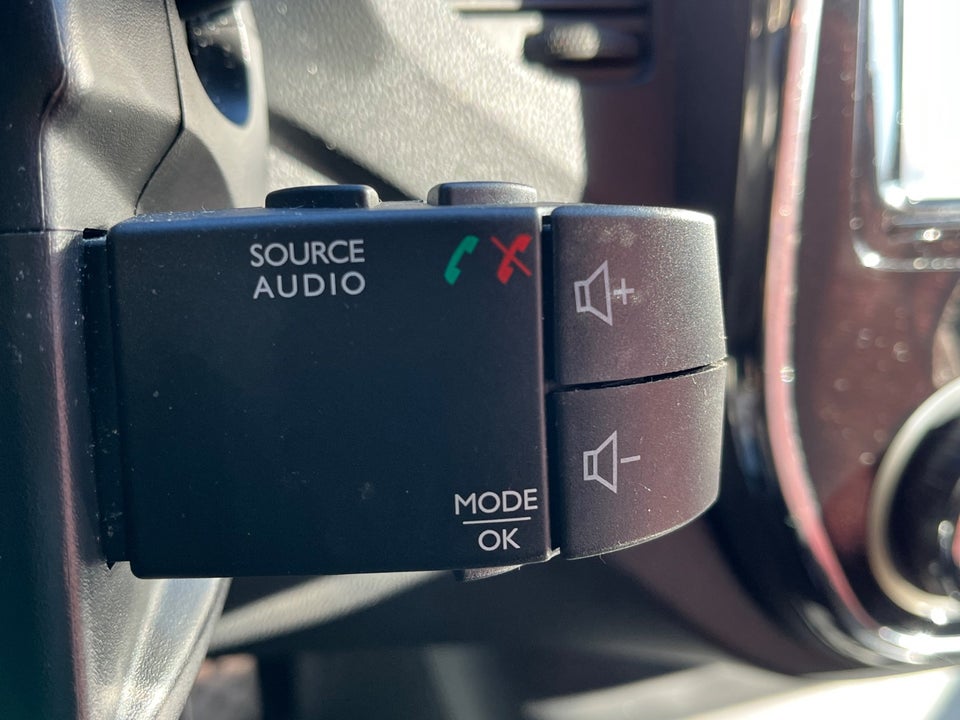 SOURCE
AUDIO
+
-
MODE
OK